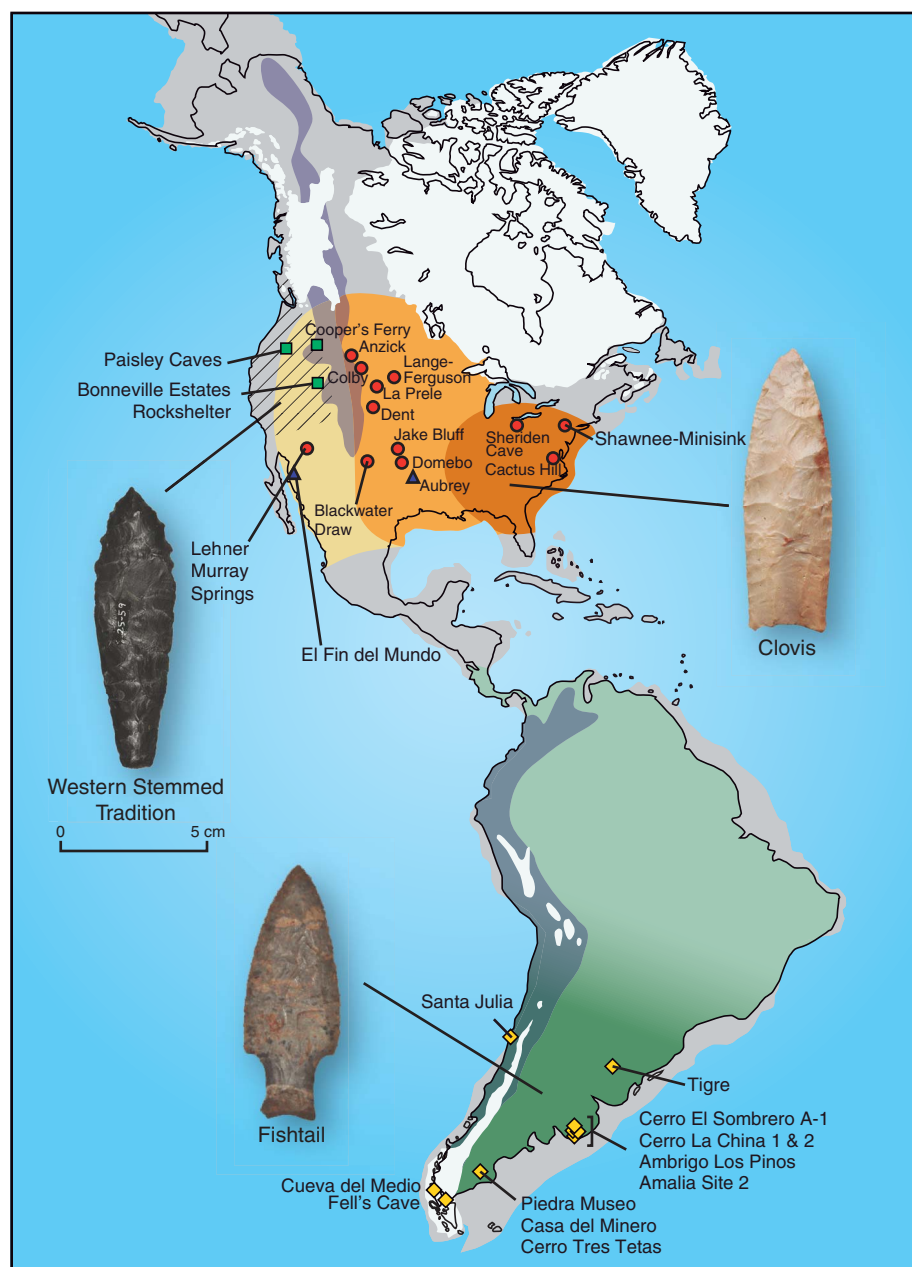 Cooper's Ferry
Anzick
Paisley Caves
Lange-
Ferguson
Colby
La Prele
Bonneville Estates
Rockshelter
Dent
Jake Bluff
Sheriden
Cave
Shawnee-Minisink
Domebo
Cactus Hill
Aubrey
Blackwater
Draw
Lehner
Murray
Springs
25-59
El Fin del Mundo
Clovis
Western Stemmed
Tradition
0 5 cm
Santa Julia
Tigre
Fishtail
Cerro El Sombrero A-1
Cerro La China 1 & 2
Ambrigo Los Pinos
Amalia Site 2
Cueva del Medio
Fell's Cave
Piedra Museo
Casa del Minero
Cerro Tres Tetas